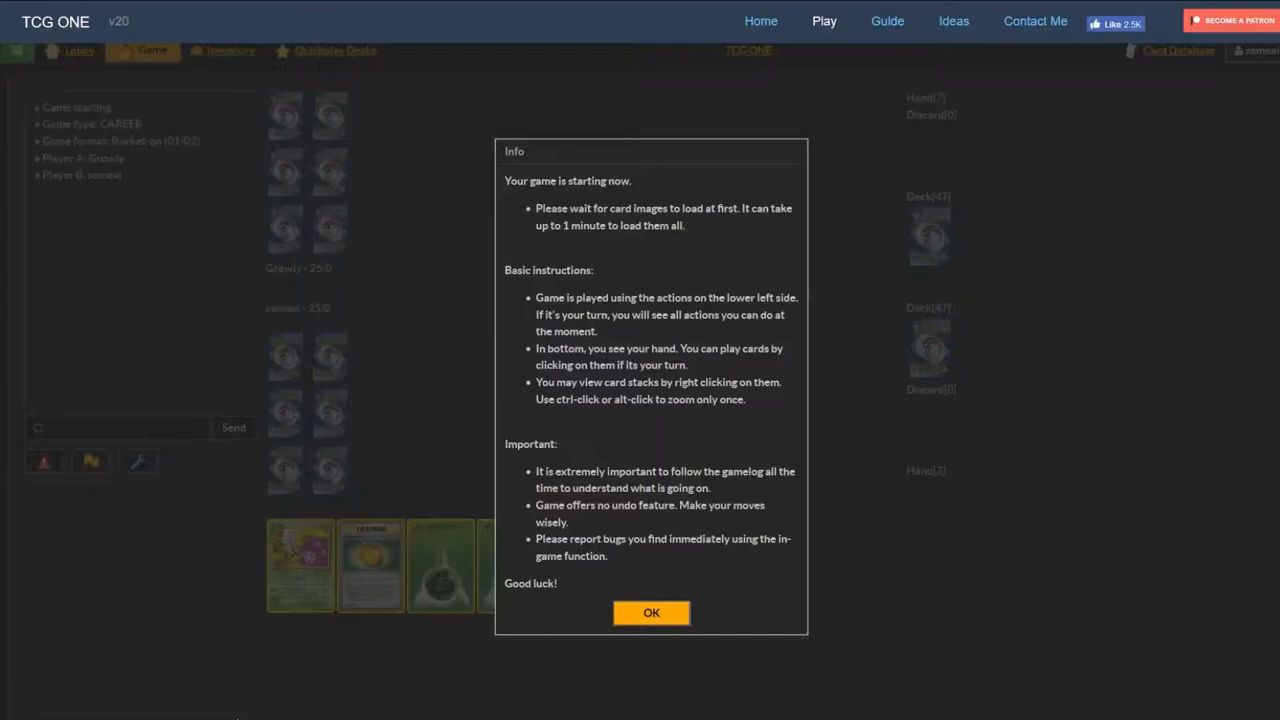 TCG ONE v20 Home Play Guide Ideas Contact Me Like 2.5K BECOME A PATRON
Lobby Game Inventory Quickplay Decks TCG ONE Card Database
Game starting
Game type: CAREER
Game format: Rocket-on (01-02)
Player A: Growly
Growly - 25:0
Send
Info
Your game is starting now.
Please wait for card images to load at first. It can take
up to 1 minute to load them all.
Basic instructions:
Game is played using the actions on the lower left side.
If it's your turn, you will see all actions you can do at
the moment.
In bottom, you see your hand. You can play cards by
clicking on them if its your turn.
You may view card stacks by right clicking on them.
Use ctrl-click or alt-click to zoom only once.
Important:
It is extremely important to follow the gamelog all the
time to understand what is going on.
Game offers no undo feature. Make your moves
wisely.
Please report bugs you find immediately using the in-
game function.
Good luck!
OK
Hand[7]
Discard[0]
Deck[47]
Deck[47]
Discard[0]
Hand[7]